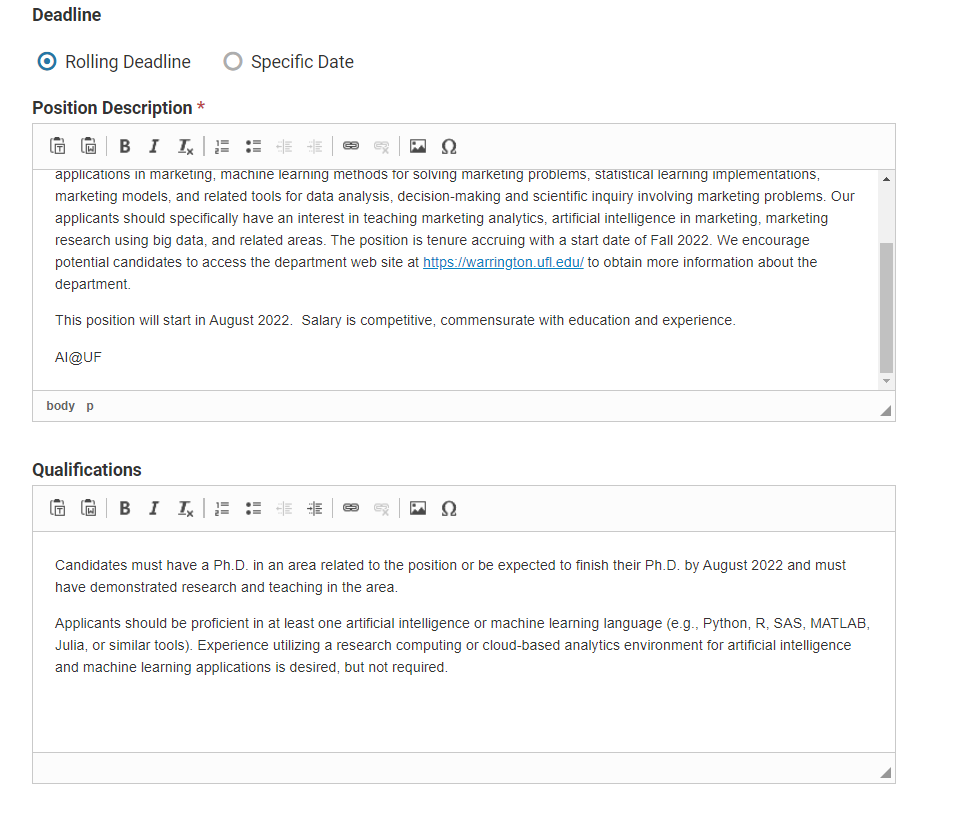 Deadline
Rolling Deadline Specific Date
Position Description *
applications in marketing, machine learning methods for solving marketing problems, statistical learning implementations,
marketing models, and related tools for data analysis, decision-making and scientific inquiry involving marketing problems. Our
applicants should specifically have an interest in teaching marketing analytics, artificial intelligence in marketing, marketing
research using big data, and related areas. The position is tenure accruing with a start date of Fall 2022. We encourage
potential candidates to access the department web site at https://warrington.ufl.edu/ to obtain more information about the
department.
This position will start in August 2022.  Salary is competitive, commensurate with education and experience.
AI@UF
body p
Qualifications
Candidates must have a Ph.D. in an area related to the position or be expected to finish their Ph.D. by August 2022 and must
have demonstrated research and teaching in the area.
Applicants should be proficient in at least one artificial intelligence or machine learning language (e.g., Python, R, SAS, MATLAB,
Julia, or similar tools). Experience utilizing a research computing or cloud-based analytics environment for artificial intelligence
and machine learning applications is desired, but not required.